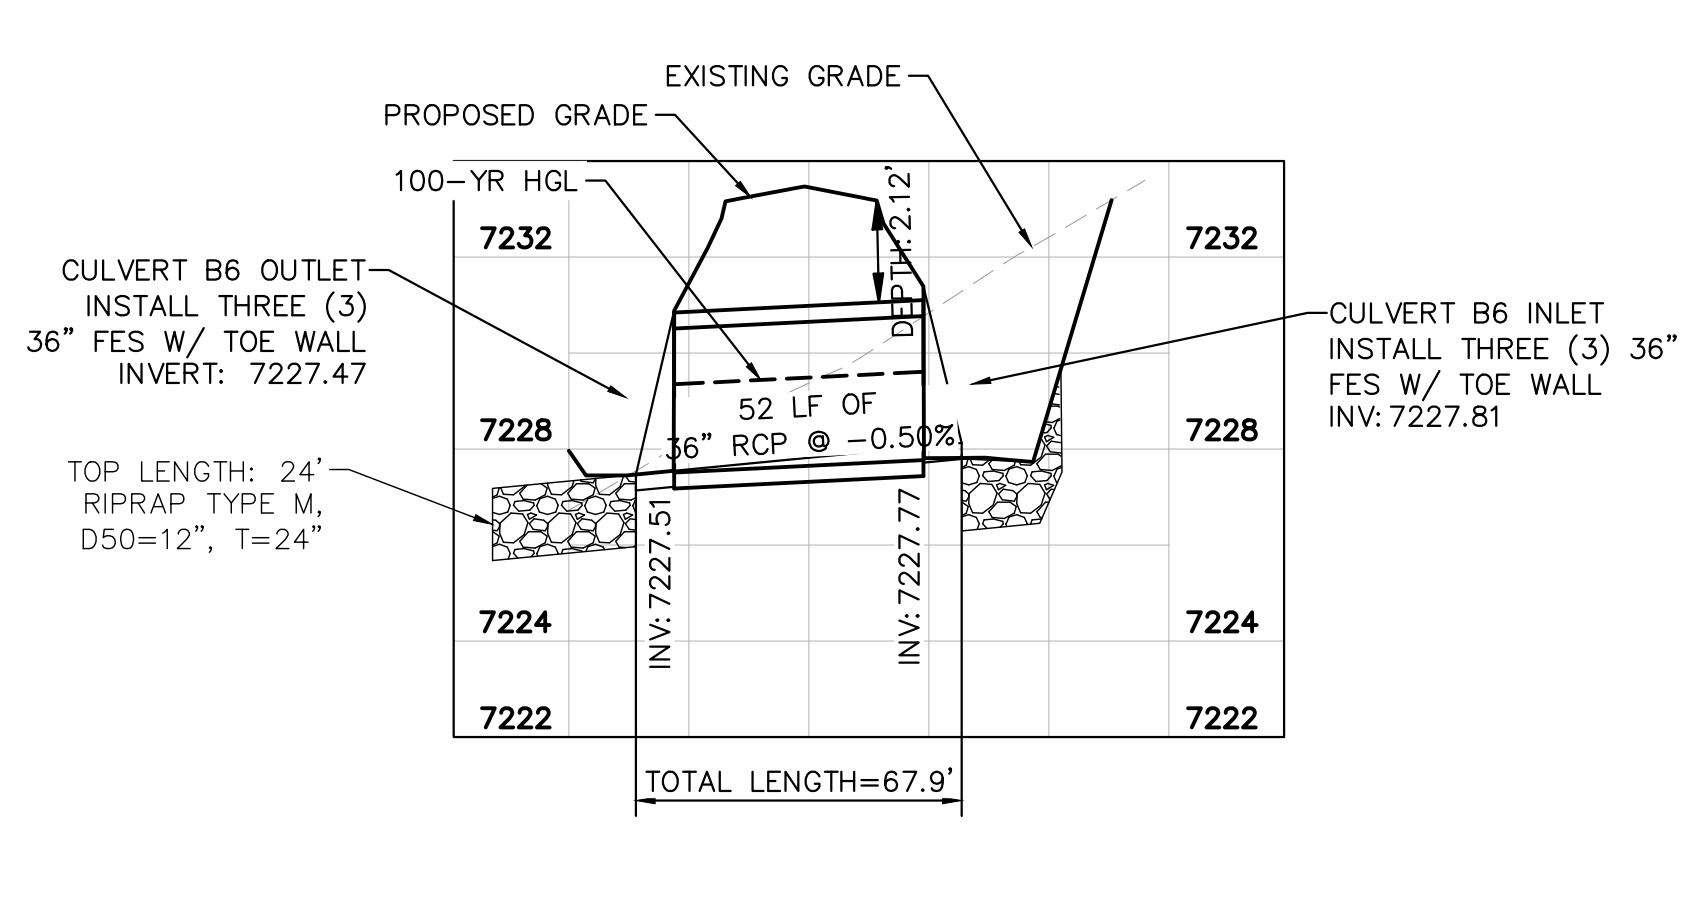 EXISTING GRADE
PROPOSED GRADE
100-YR HGL
DEPTH: 2.12'
7232
7232
CULVERT B6 OUTLET
INSTALL THREE (3)
36” FES W/ TOE WALL
INVERT: 7227.47
CULVERT B6 INLET
INSTALL THREE (3) 36”
FES W/ TOE WALL
INV: 7227.81
52 LF OF
36” RCP @ -0.50%
7228
7228
TOP LENGTH: 24'
RIPRAP TYPE M,
D50=12”, T=24”
INV: 7227.51
INV: 7227.77
7224
7224
7222
7222
TOTAL LENGTH=67.9'